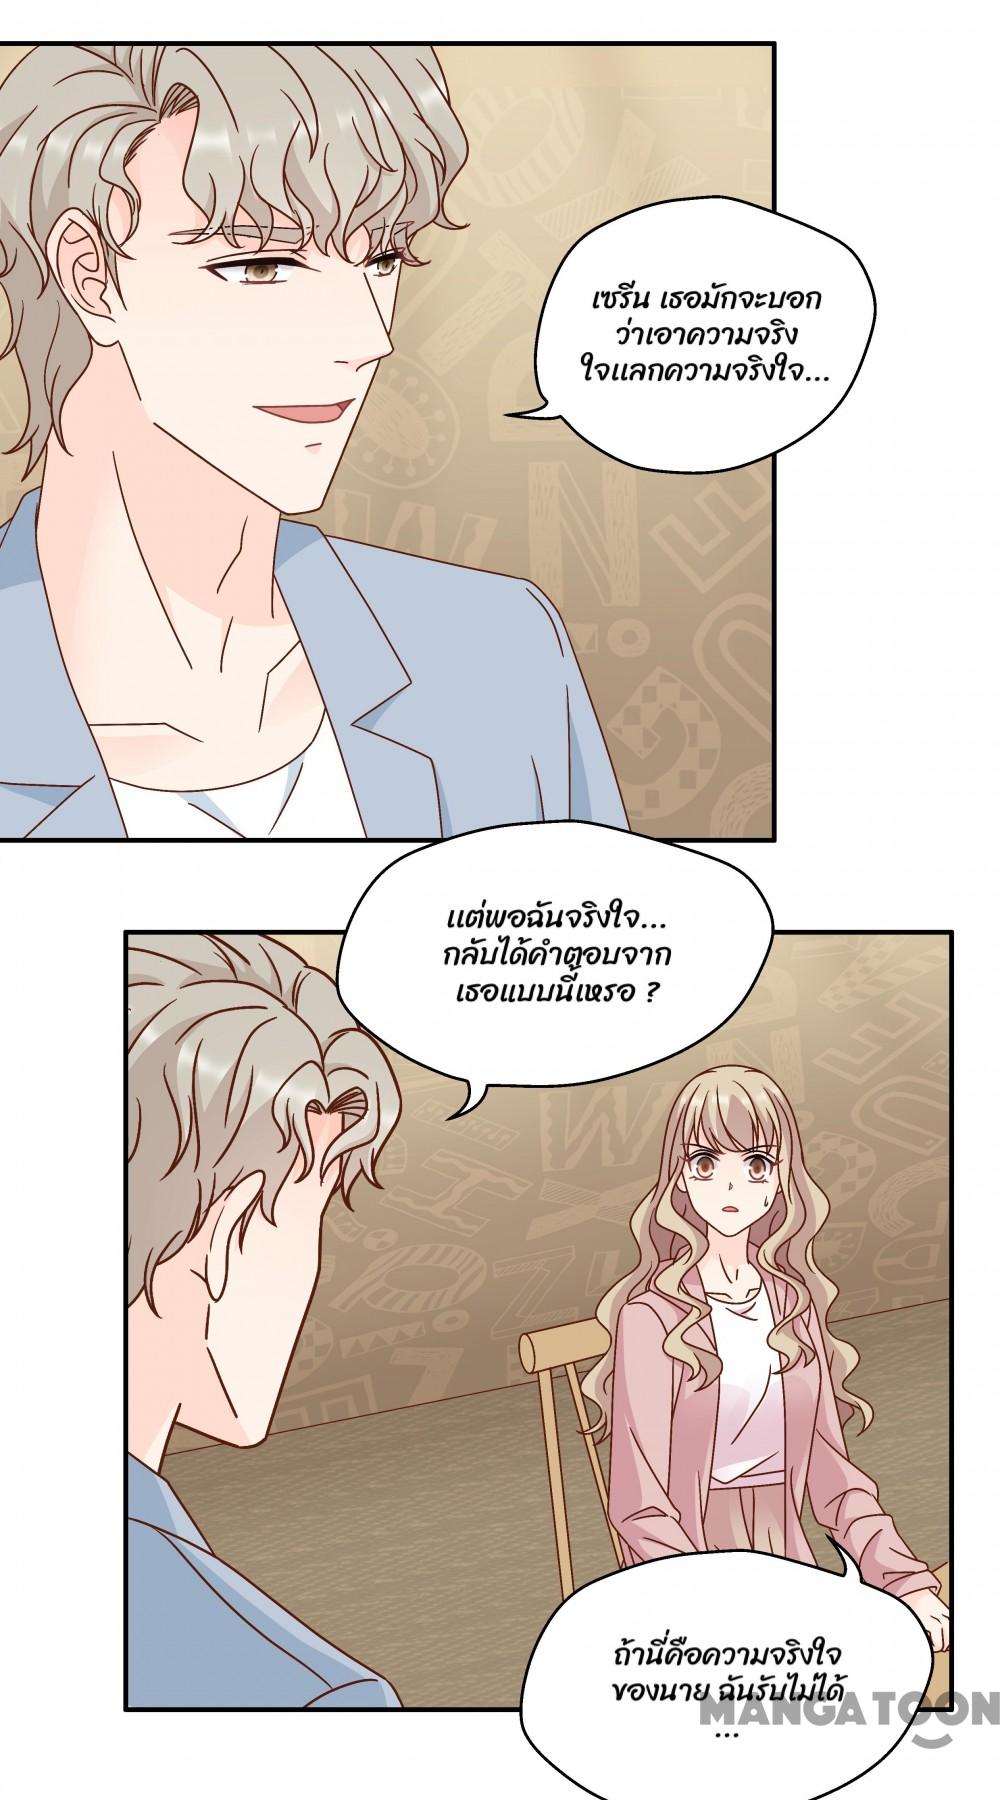 เซรีน เธอมักจะบอก
ว่าเอาความจริง
ใจแลกความจริงใจ...
แต่พอฉันจริงใจ...
กลับได้คำตอบจาก
เธอแบบนี้เหรอ ?
ถ้านี่คือความจริงใจ
ของนาย ฉันรับไม่ได้
...
MANGATOON